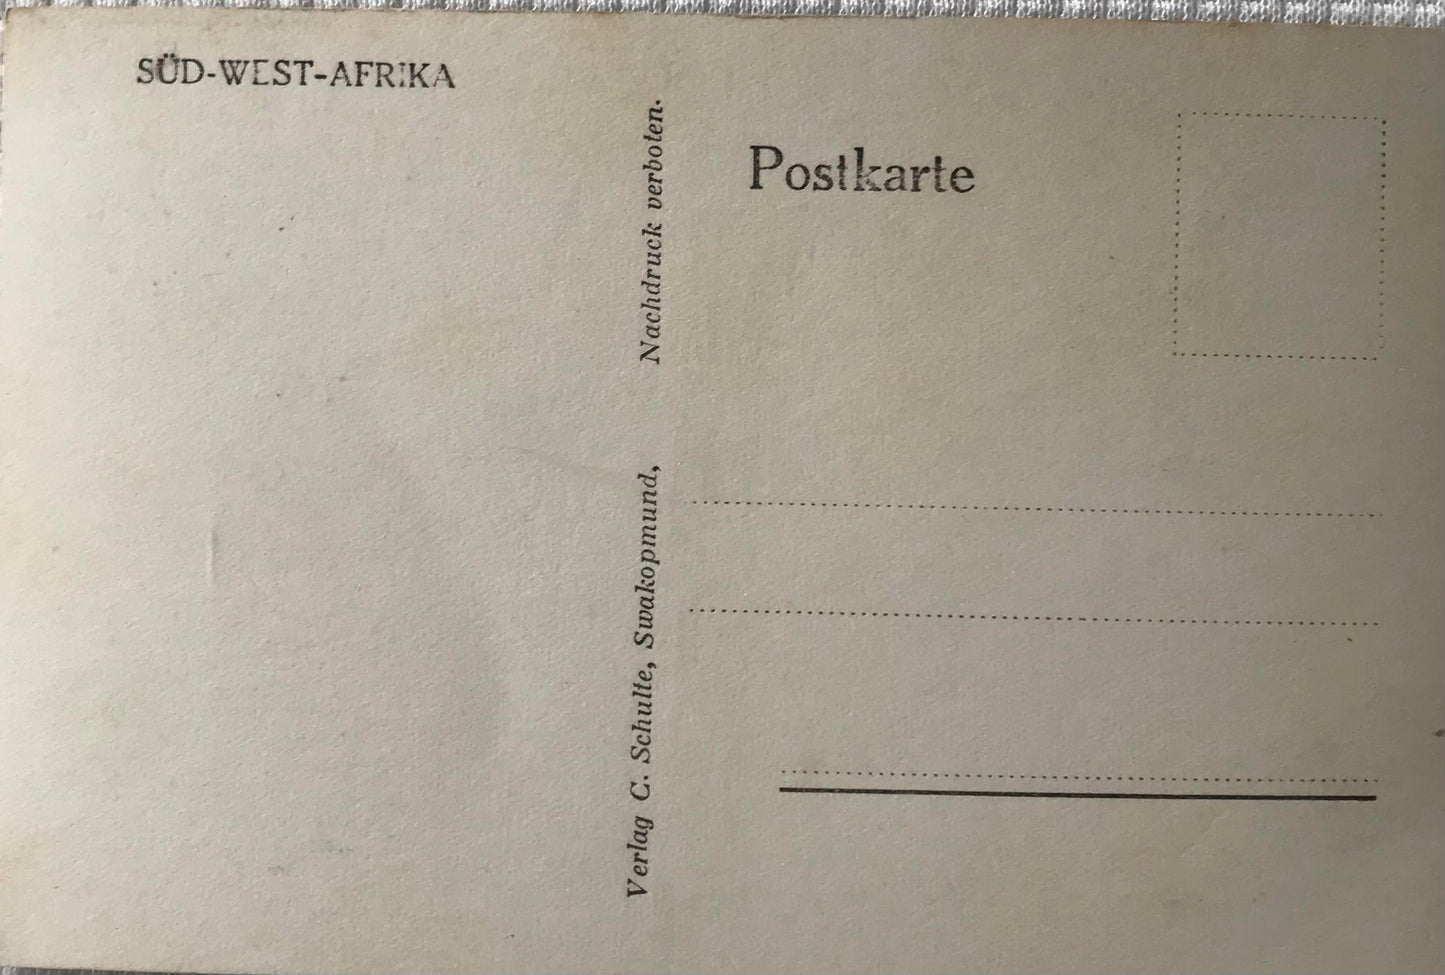 SÜD-WEST-AFRIKA
Postkarte
Verlag C. Schulte, Swakopmund, Nachdruck verboten.